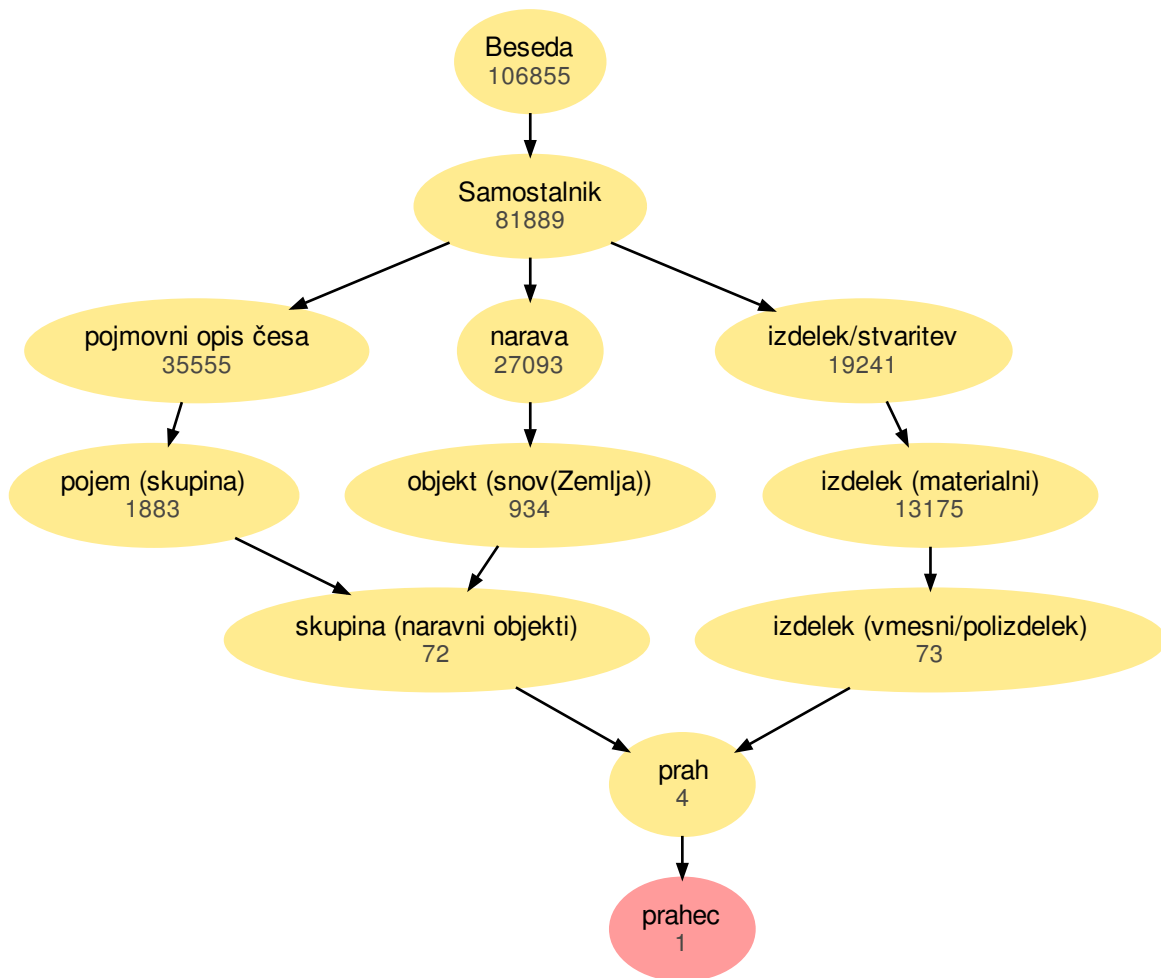 Beseda
106855
Samostalnik
81889
pojmovni opis česa
35555
narava
27093
izdelek/stvaritev
19241
pojem (skupina)
1883
objekt (snov(Zemlja))
934
izdelek (materialni)
13175
skupina (naravni objekti)
72
izdelek (vmesni/polizdelek)
73
prah
4
prahec
1